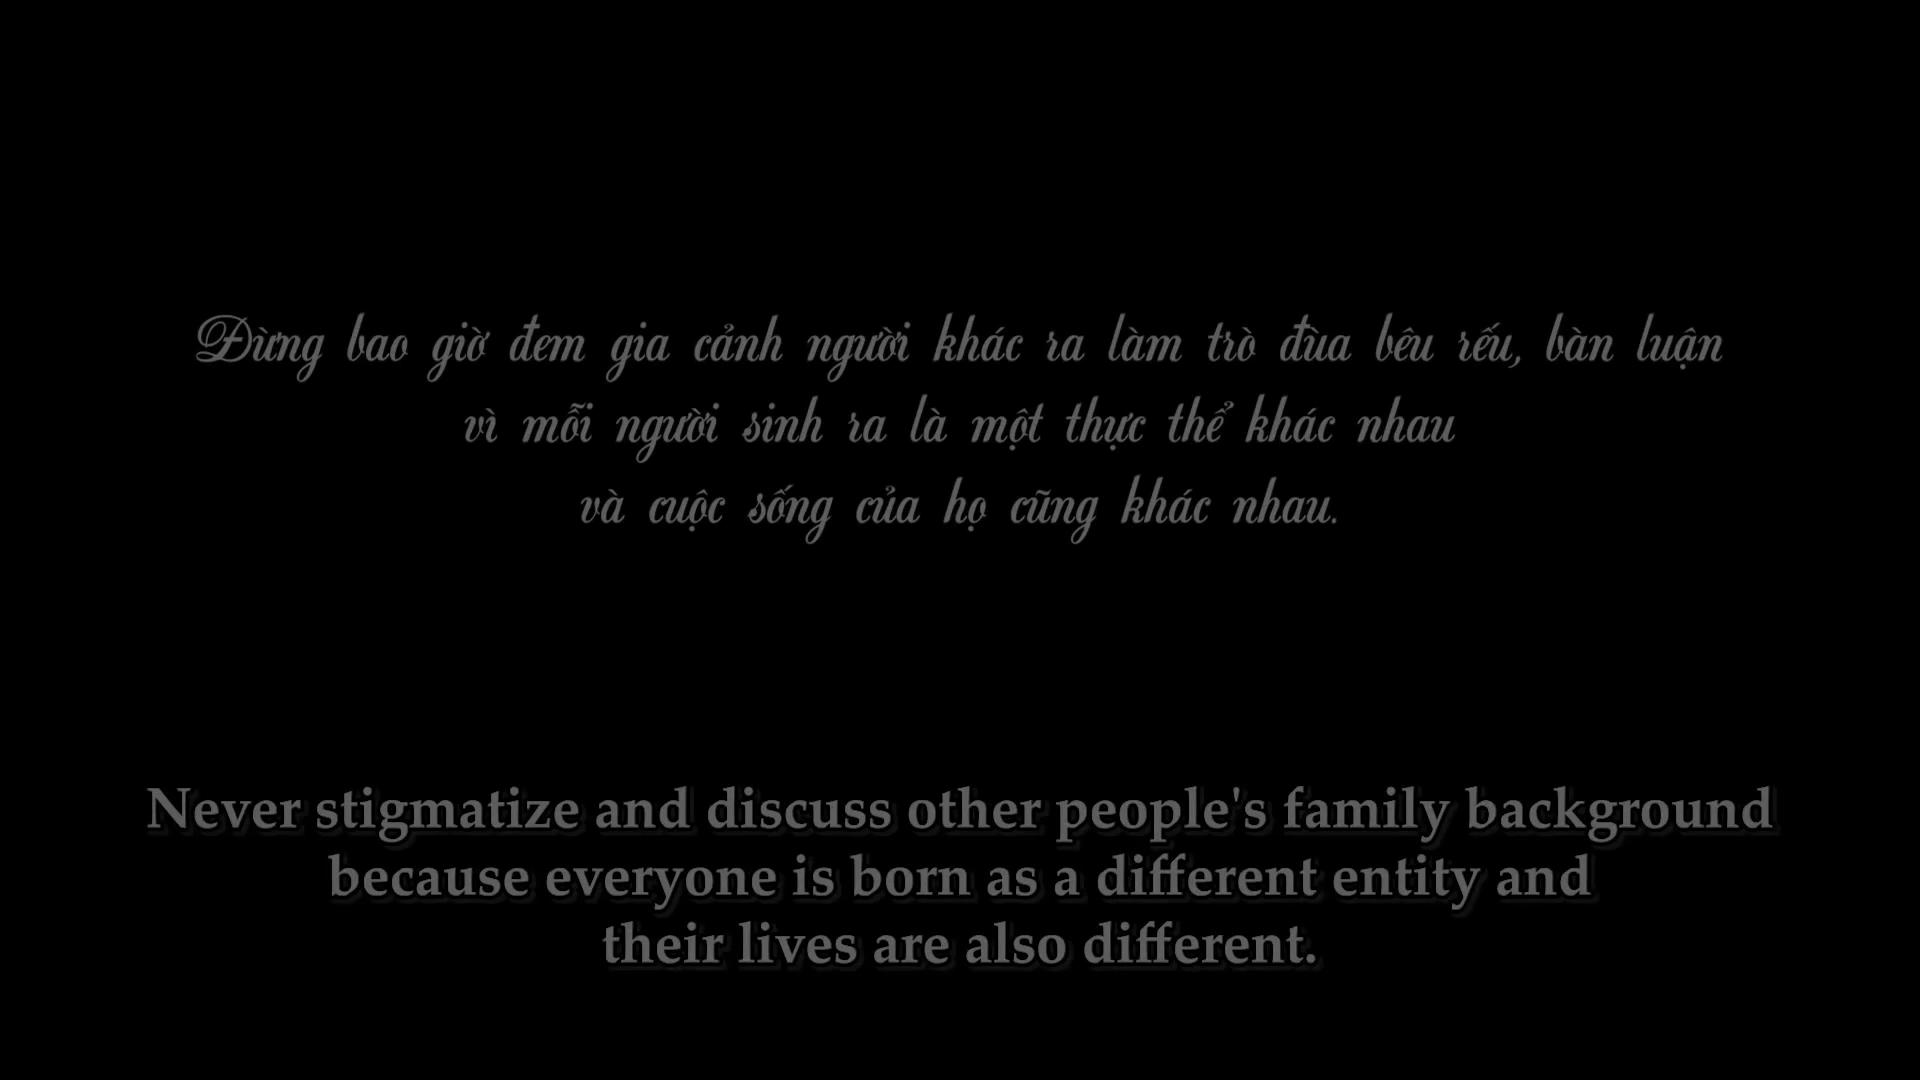 Đừng bao giờ đem gia cảnh người khác ra làm trò đùa bêu rếu, bàn luận
vì mỗi người sinh ra là một thực thể khác nhau
và cuộc sống của họ cũng khác nhau.
Never stigmatize and discuss other people's family background
because everyone is born as a different entity and
their lives are also different.